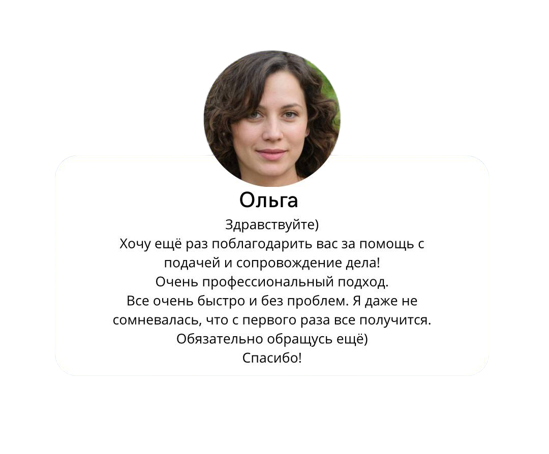 Ольга
Здравствуйте)
Хочу ещё раз поблагодарить вас за помощь с
подачей и сопровождение дела!
Очень профессиональный подход.
Все очень быстро и без проблем. Я даже не
сомневалась, что с первого раза все получится.
Обязательно обращусь ещё)
Спасибо!